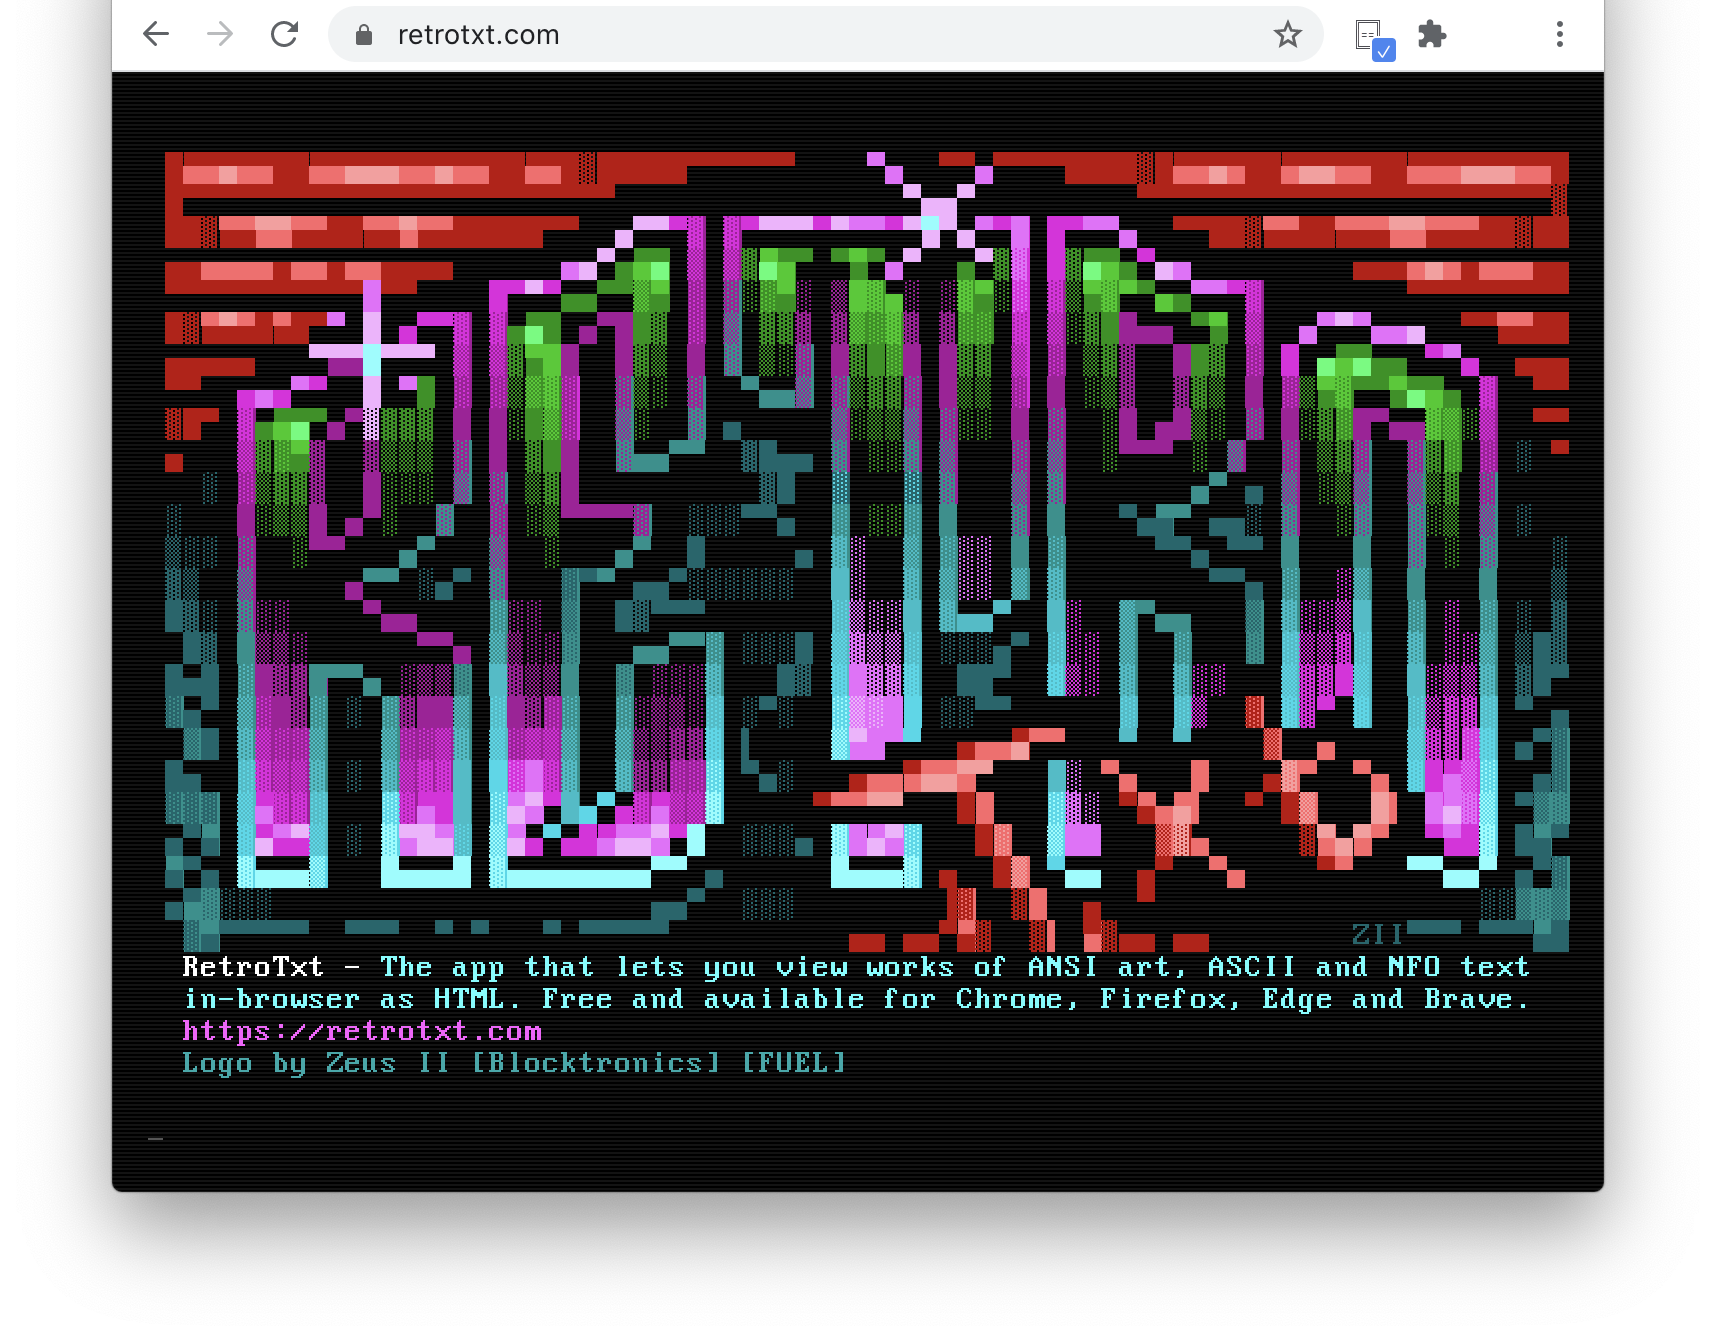 retrotxt.com
RETRO
TXT
ZII
RetroTxt - The app that lets you view works of ANSI art, ASCII and NFO text
in-browser as HTML. Free and available for Chrome, Firefox, Edge and Brave.
https://retrotxt.com
Logo by Zeus II [Blocktronics] [FUEL]